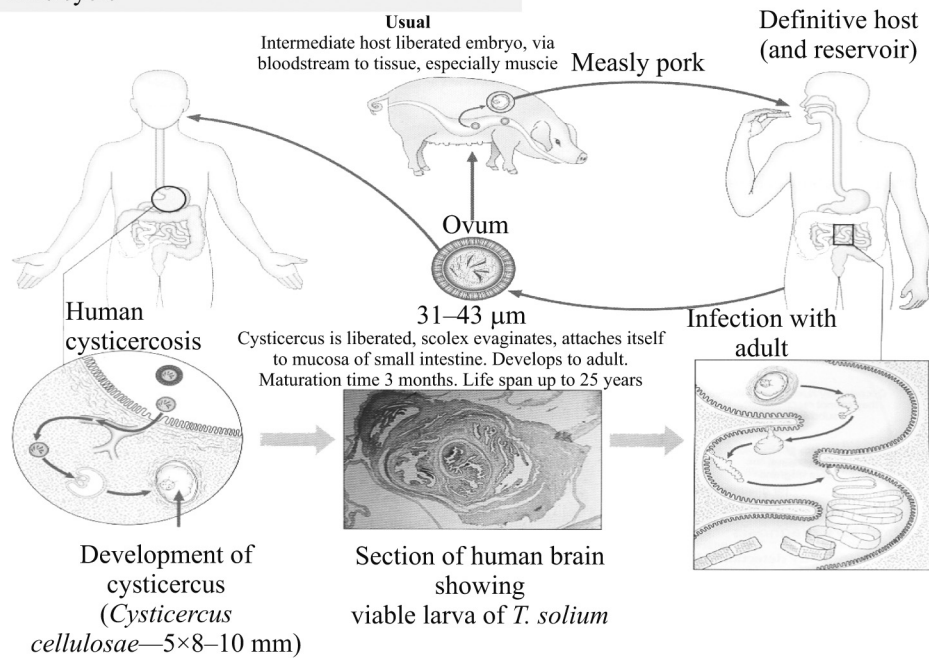 Usual
Intermediate host liberated embryo, via
bloodstream to tissue, especially muscie
Measly pork
Definitive host
(and reservoir)
Ovum
31–43 μm
Human
cysticercosis
Cysticercus is liberated, scolex evaginates, attaches itself
to mucosa of small intestine. Develops to adult.
Maturation time 3 months. Life span up to 25 years
Infection with
adult
Development of
cysticercus
(Cysticercus
cellulosae—5×8–10 mm)
Section of human brain
showing
viable larva of T. solium